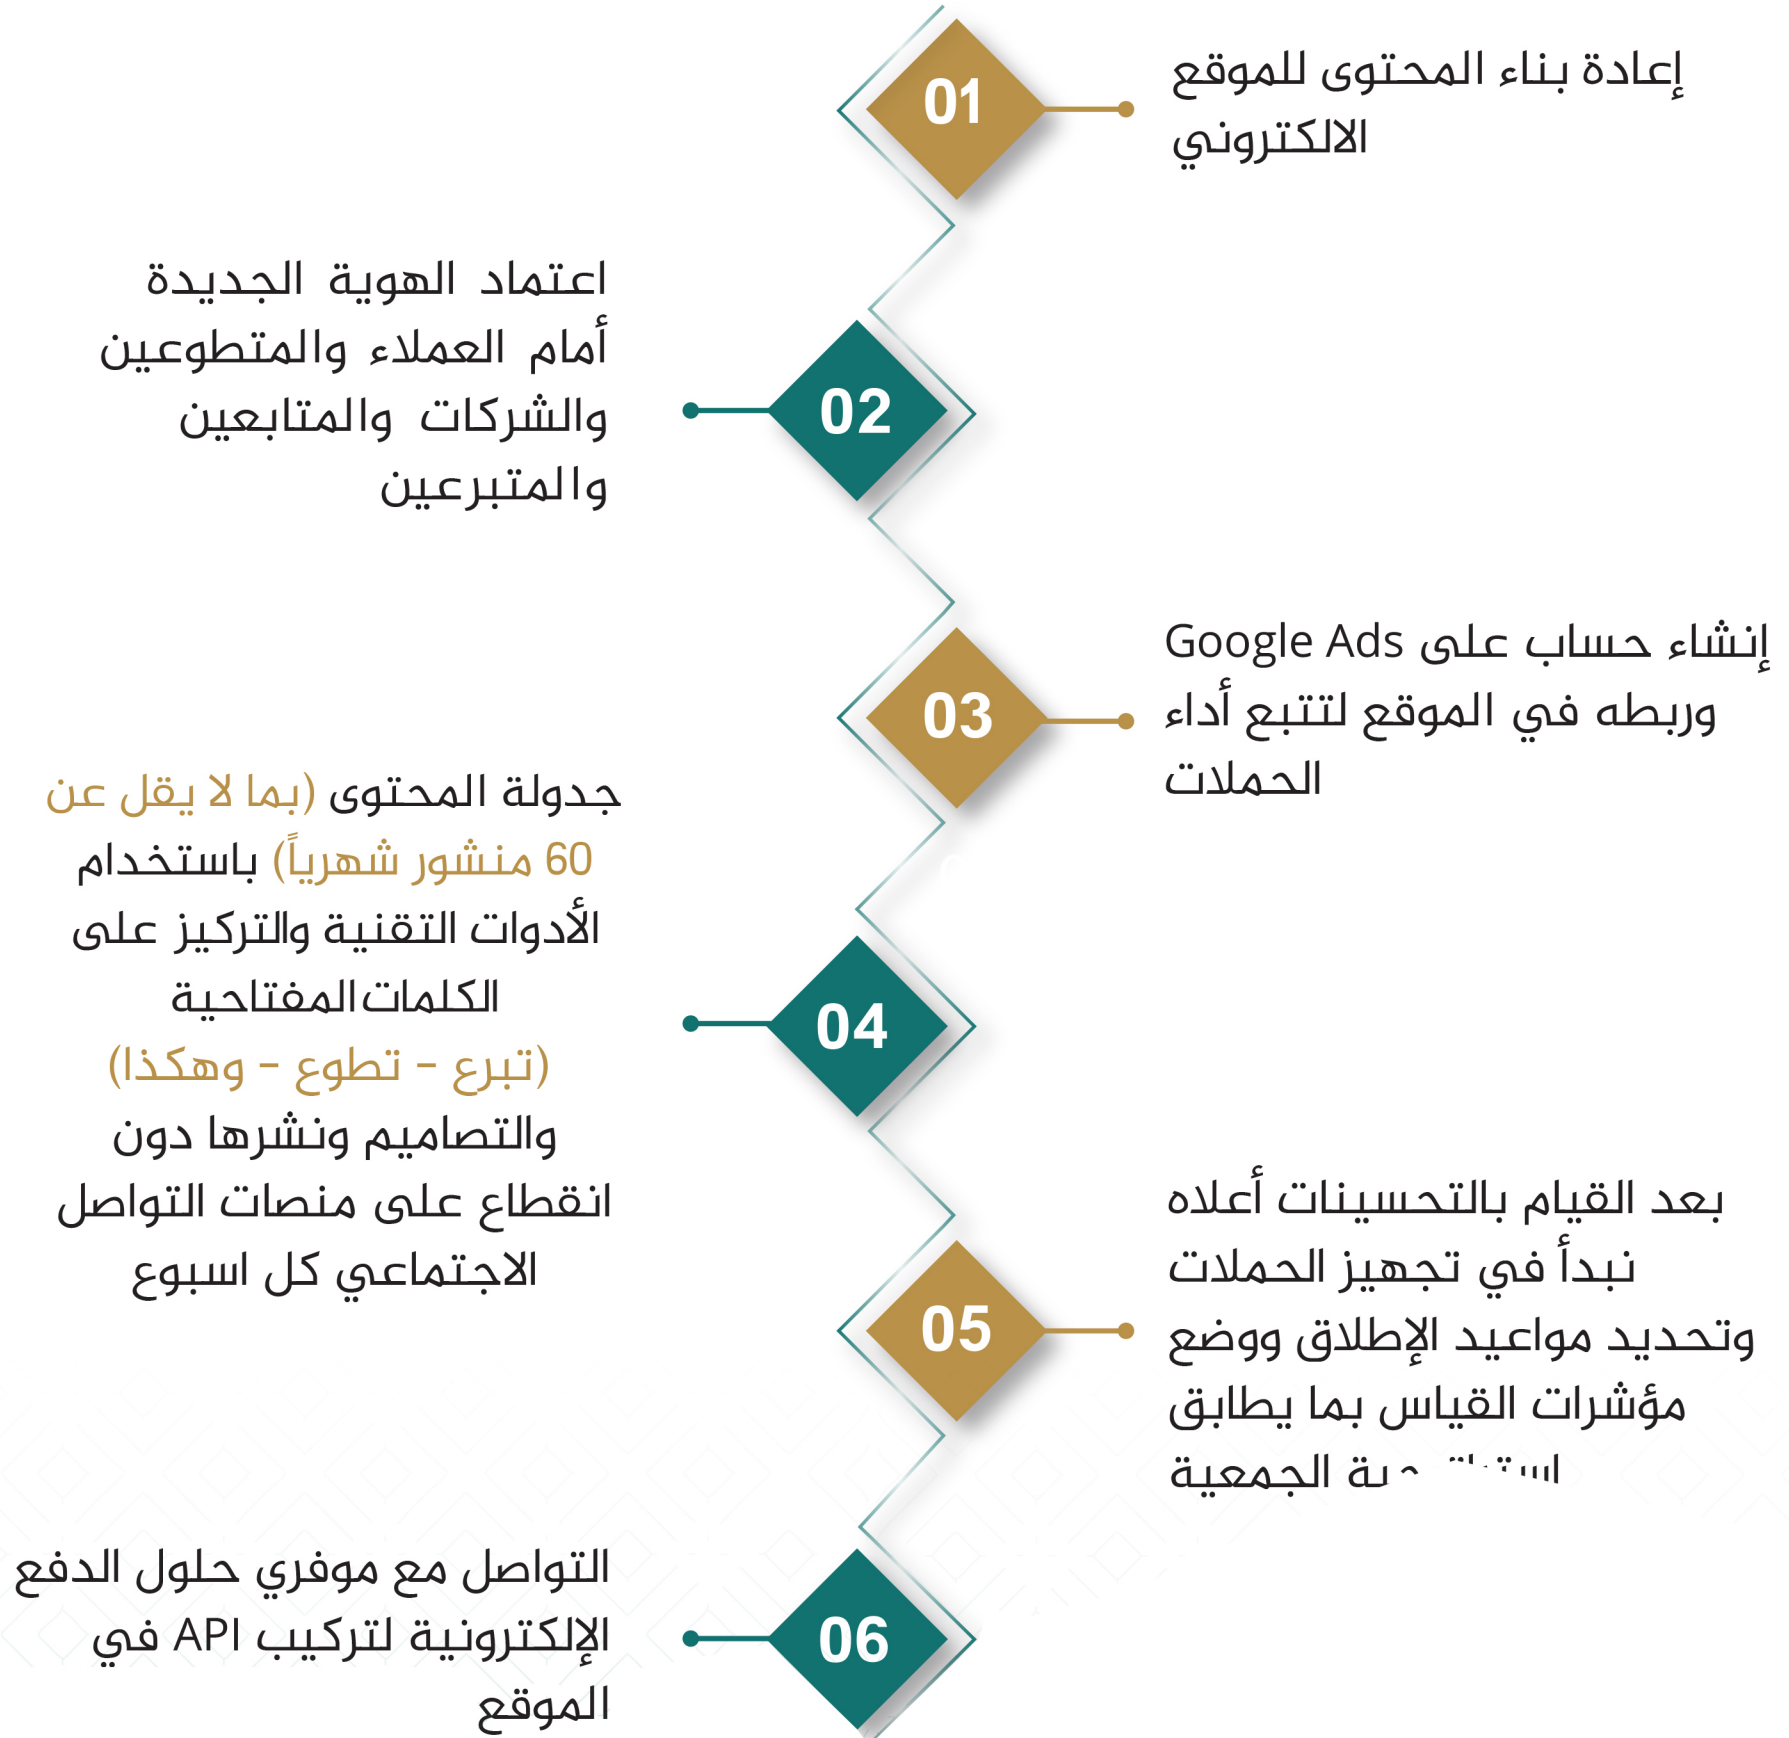 01
إعادة بناء المحتوى للموقع
الالكتروني
02
اعتماد الهوية الجديدة
أمام العملاء والمتطوعين
والشركات والمتابعين
والمتبرعين
03
إنشاء حساب على Google Ads
وربطه في الموقع لتتبع أداء
الحملات
04
جدولة المحتوى (بما لا يقل عن
60 منشور شهرياً) باستخدام
الأدوات التقنية والتركيز على
الكلمات المفتاحية
(تبرع - تطوع - وهكذا)
والتصاميم ونشرها دون
انقطاع على منصات التواصل
الاجتماعي كل اسبوع
05
بعد القيام بالتحسينات أعلاه
نبدأ في تجهيز الحملات
وتحديد مواعيد الإطلاق ووضع
مؤشرات القياس بما يطابق
الجمعية
06
التواصل مع موفري حلول الدفع
الإلكترونية لتركيب API في
الموقع